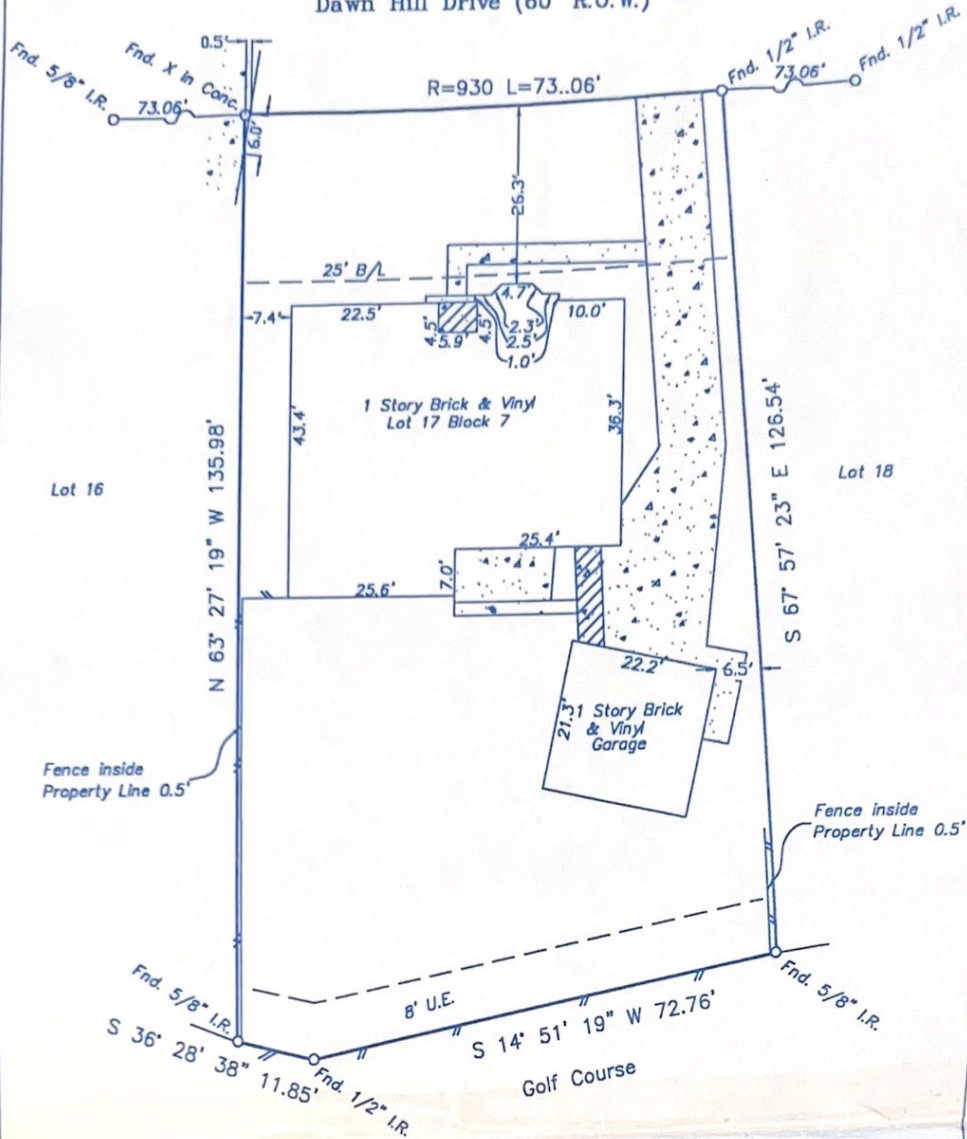 Dawn Hill Drive (60' R.O.W.)
0.5'
Fnd. 5/8" I.R.
Fnd. X in Conc.
Fnd. 1/2" I.R.
Fnd. 1/2" I.R.
73.06'
R=930 L=73..06'
73.06'
6.0'
26.3'
25' B/L
7.4'
22.5'
4.7'
10.0'
4.5'
5.9'
4.5'
2.3'
2.5'
1.0'
43.4'
1 Story Brick & Vinyl
Lot 17 Block 7
36.3'
Lot 16
N 63° 27' 19" W 135.98'
S 67° 57' 23" E 126.54'
Lot 18
25.4'
7.0'
25.6'
22.2'
6.5'
21.3'
1 Story Brick
& Vinyl
Garage
Fence inside
Property Line 0.5'
Fence inside
Property Line 0.5'
8' U.E.
Fnd. 5/8" I.R.
S 36° 28' 38" 11.85'
Fnd. 1/2" I.R.
S 14° 51' 19" W 72.76'
Fnd. 5/8" I.R.
Golf Course